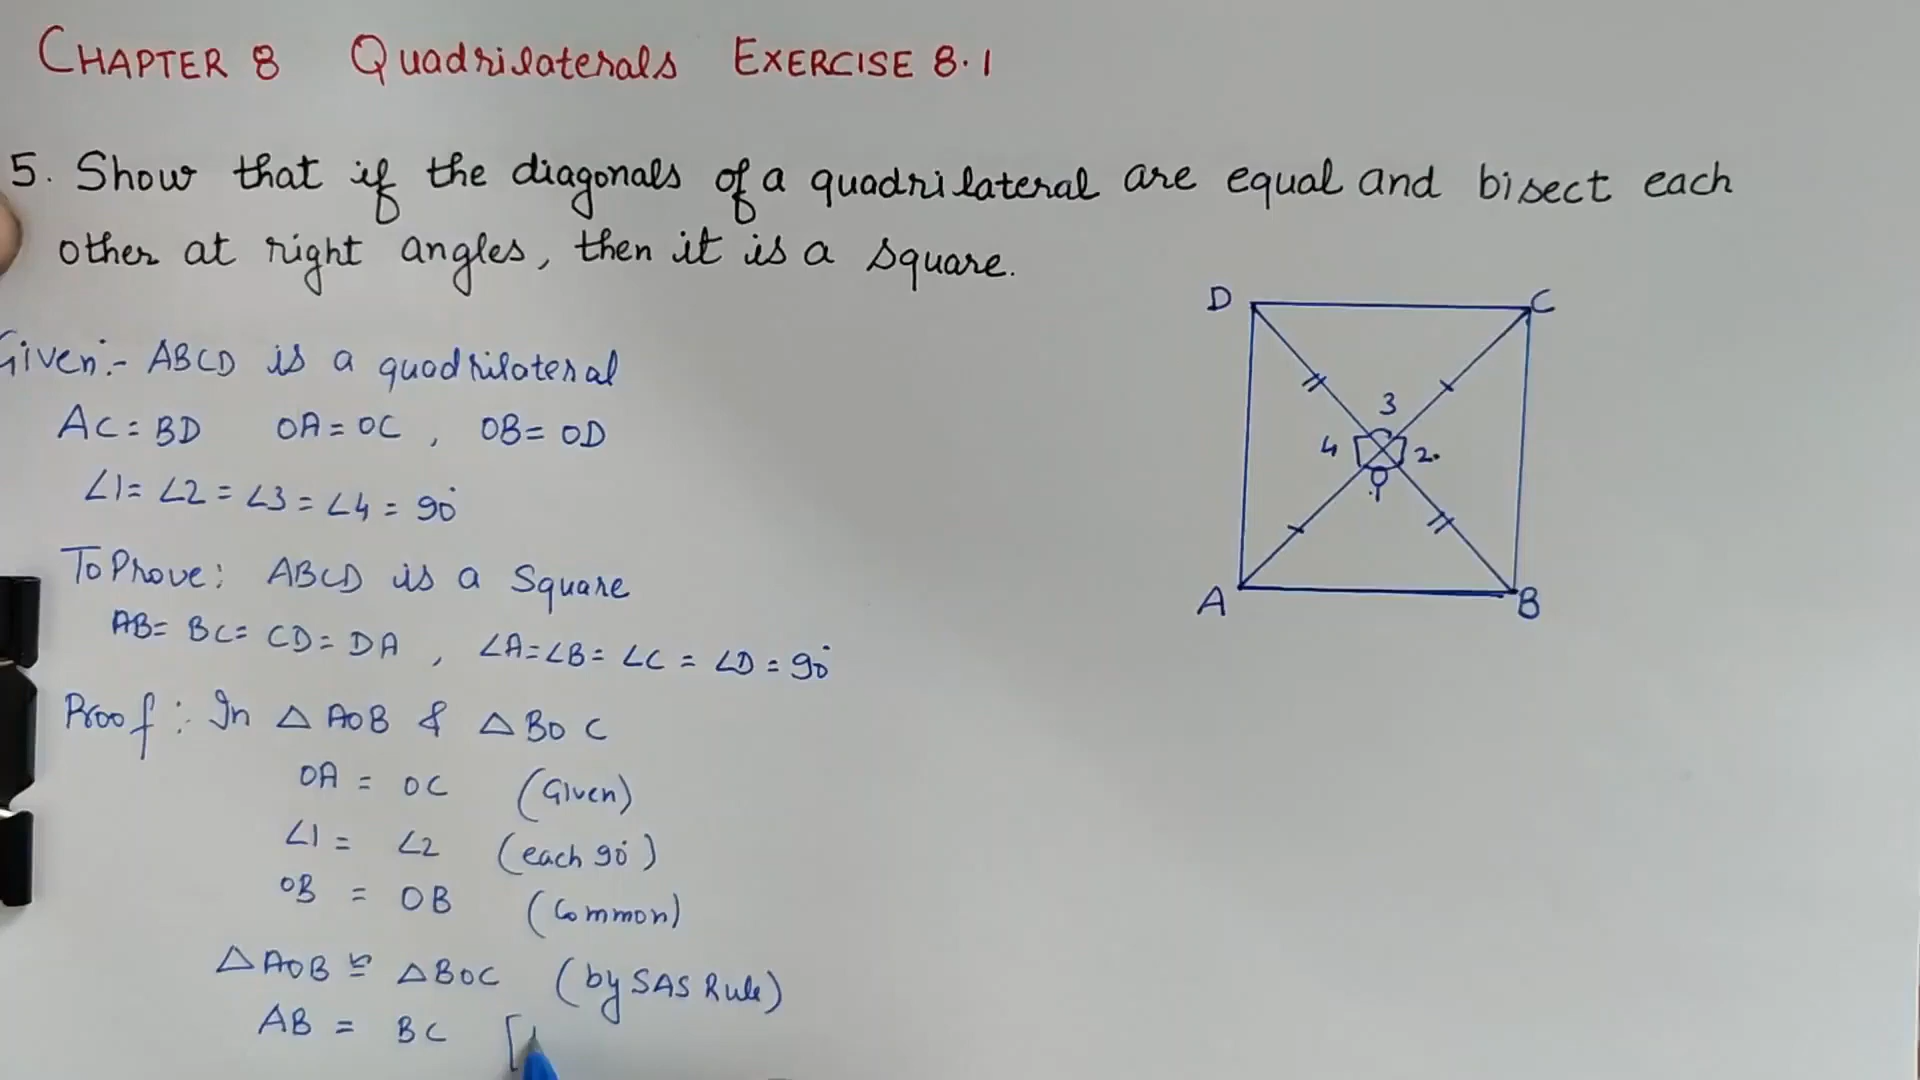 CHAPTER 8 Quadrilaterals EXERCISE 8.1
5. Show that if the diagonals of a quadrilateral are equal and bisect each
other at right angles, then it is a square.
Given:- ABCD is a quadrilateral
AC = BD OA = OC , OB = OD
∠1 = ∠2 = ∠3 = ∠4 = 90°
To Prove: ABCD is a Square
AB = BC = CD = DA , ∠A = ∠B = ∠C = ∠D = 90°
Proof: In △ AOB & △ BOC
OA = OC (Given)
∠1 = ∠2 (each 90°)
OB = OB (Common)
△ AOB ≅ △ BOC (by SAS Rule)
AB = BC [
D C
3
4 2
O
1
A B